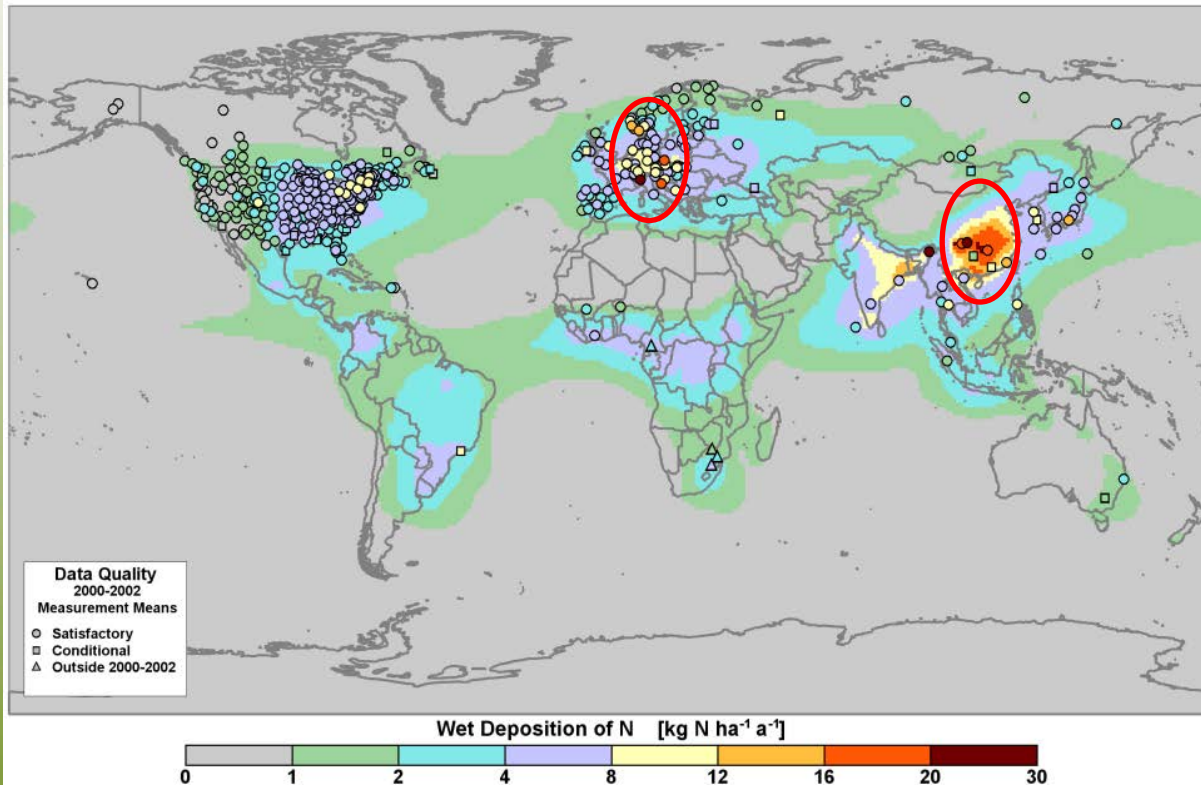 Data Quality
2000-2002
Measurement Means
Satisfactory
Conditional
Outside 2000-2002
Wet Deposition of N [kg N ha⁻¹ a⁻¹]
0 1 2 4 8 12 16 20 30